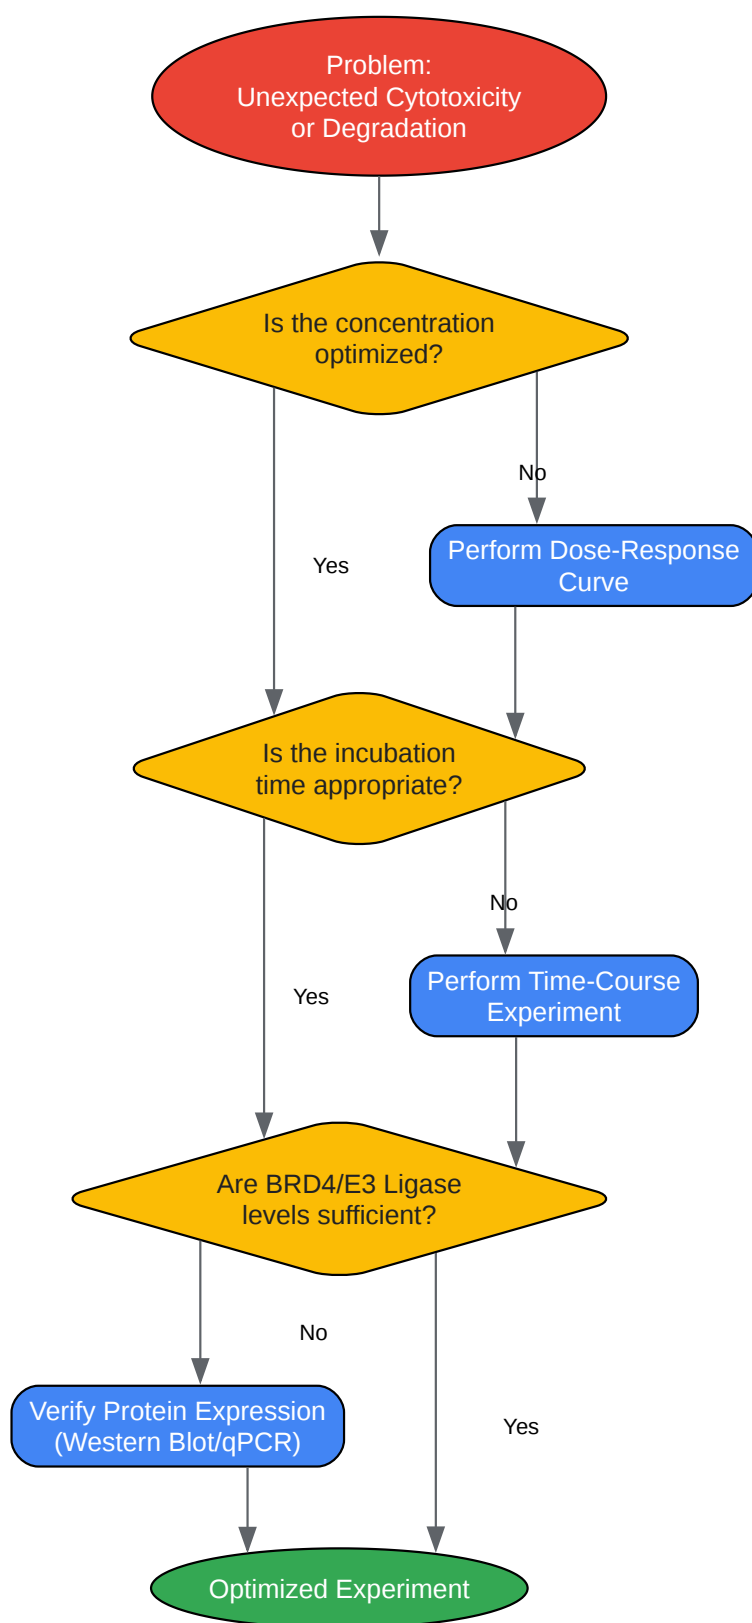 Problem:
Unexpected Cytotoxicity
or Degradation
Is the concentration
optimized?
No
Perform Dose-Response
Curve
Yes
Is the incubation
time appropriate?
No
Perform Time-Course
Experiment
Yes
Are BRD4/E3 Ligase
levels sufficient?
No
Verify Protein Expression
(Western Blot/qPCR)
Yes
Optimized Experiment